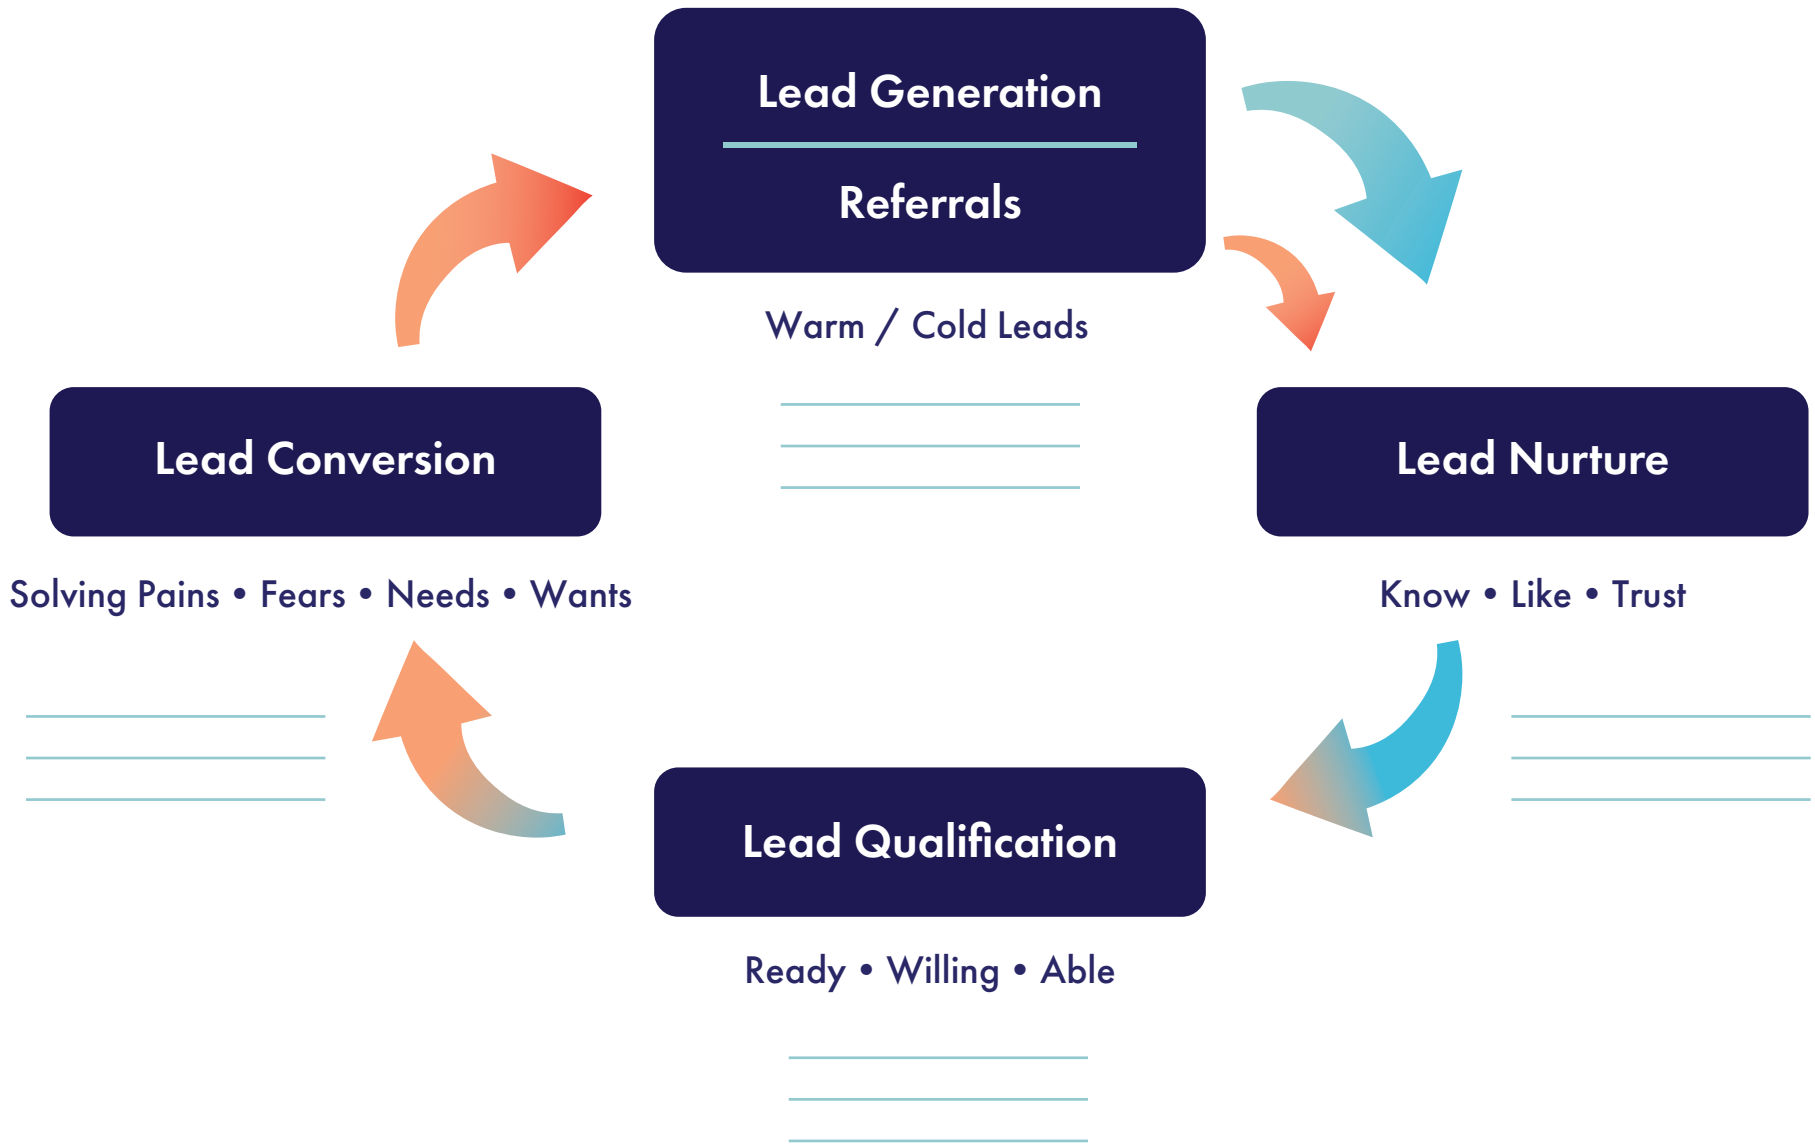 Lead Generation
Referrals
Warm / Cold Leads
Lead Conversion
Lead Nurture
Solving Pains • Fears • Needs • Wants
Know • Like • Trust
Lead Qualification
Ready • Willing • Able